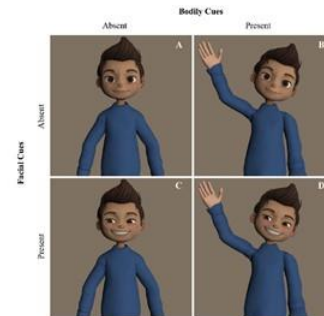 Bodily Cues
Absent Present
Facial Cues
Absent
A B
Present
C D